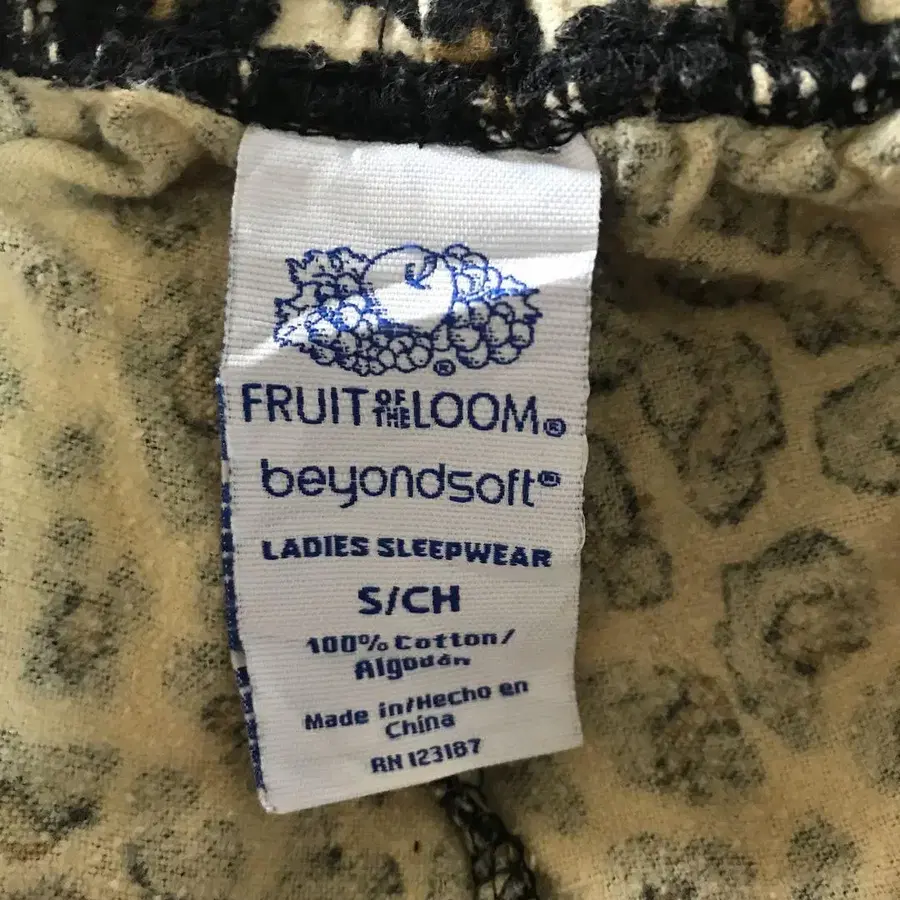 ®
FRUIT OF THE LOOM®
beyondsoft®
LADIES SLEEPWEAR
S/CH
100% Cotton/
Algodón
Made in/Hecho en
China
RN 123187